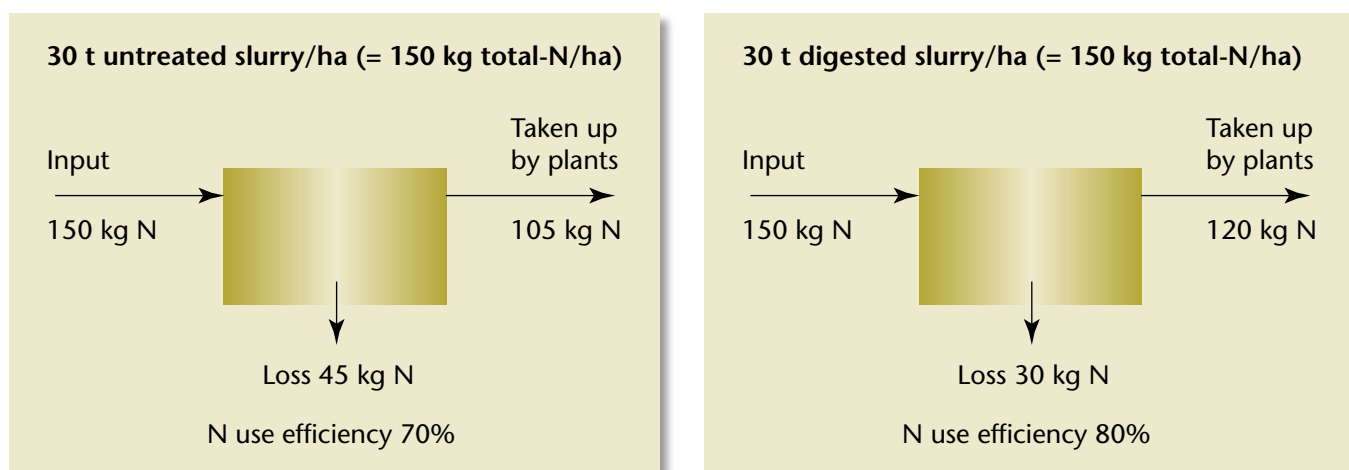 30 t untreated slurry/ha (= 150 kg total-N/ha)
Input
150 kg N
Taken up
by plants
105 kg N
Loss 45 kg N
N use efficiency 70%
30 t digested slurry/ha (= 150 kg total-N/ha)
Input
150 kg N
Taken up
by plants
120 kg N
Loss 30 kg N
N use efficiency 80%